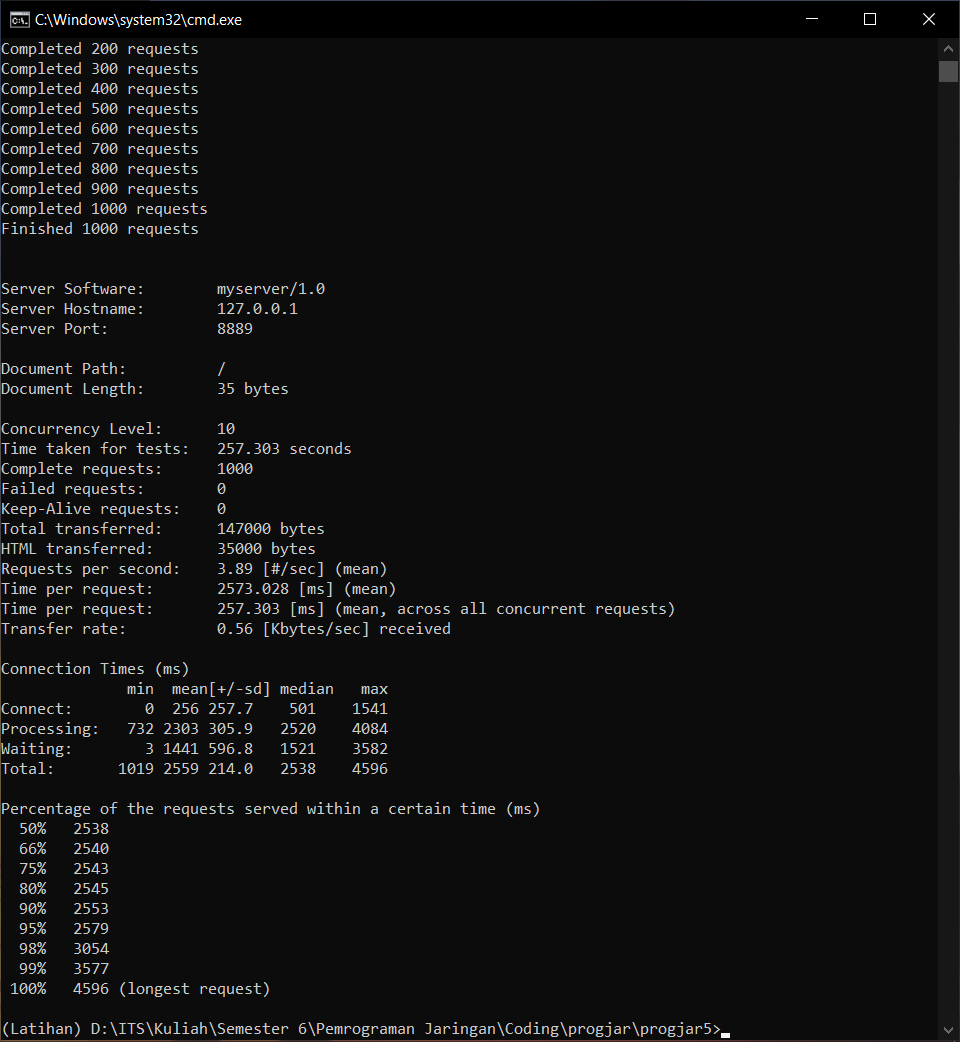 C:\Windows\system32\cmd.exe
Completed 200 requests
Completed 300 requests
Completed 400 requests
Completed 500 requests
Completed 600 requests
Completed 700 requests
Completed 800 requests
Completed 900 requests
Completed 1000 requests
Finished 1000 requests
Server Software:        myserver/1.0
Server Hostname:        127.0.0.1
Server Port:            8889
Document Path:          /
Document Length:        35 bytes
Concurrency Level:      10
Time taken for tests:   257.303 seconds
Complete requests:      1000
Failed requests:        0
Keep-Alive requests:    0
Total transferred:      147000 bytes
HTML transferred:       35000 bytes
Requests per second:    3.89 [#/sec] (mean)
Time per request:       2573.028 [ms] (mean)
Time per request:       257.303 [ms] (mean, across all concurrent requests)
Transfer rate:          0.56 [Kbytes/sec] received
Connection Times (ms)
              min  mean[+/-sd] median   max
Connect:        0  256 257.7    501    1541
Processing:   732 2303 305.9   2520    4084
Waiting:        3 1441 596.8   1521    3582
Total:       1019 2559 214.0   2538    4596
Percentage of the requests served within a certain time (ms)
  50%   2538
  66%   2540
  75%   2543
  80%   2545
  90%   2553
  95%   2579
  98%   3054
  99%   3577
 100%   4596 (longest request)
(Latihan) D:\ITS\Kuliah\Semester 6\Pemrograman Jaringan\Coding\progjar\progjar5>